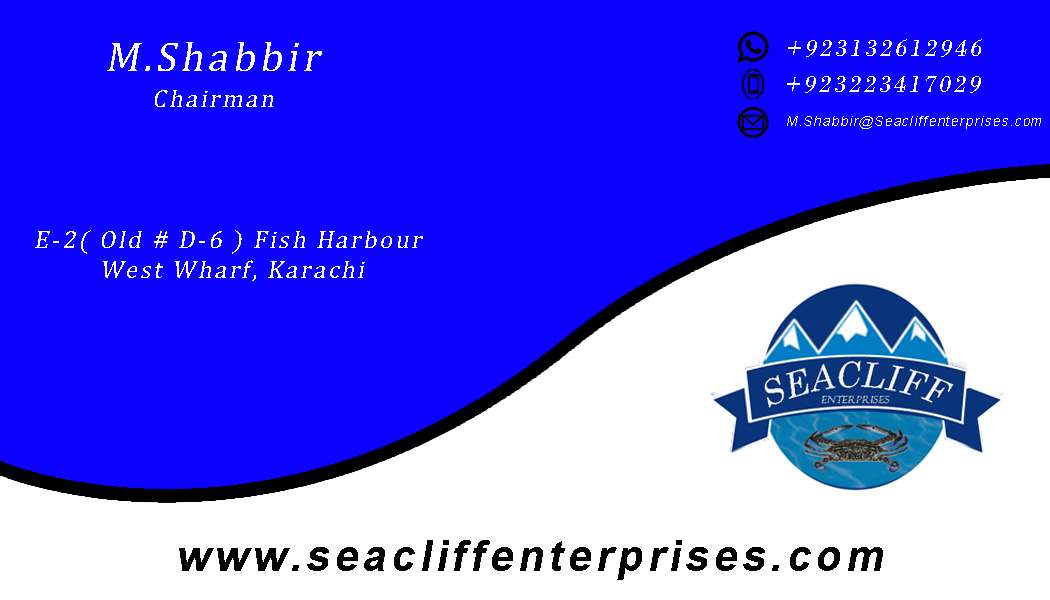 M.Shabbir
Chairman
+923132612946
+923223417029
M.Shabbir@Seacliffenterprises.com
E-2( Old # D-6 ) Fish Harbour
West Wharf, Karachi
SEACLIFF
ENTERPRISES
www.seacliffenterprises.com